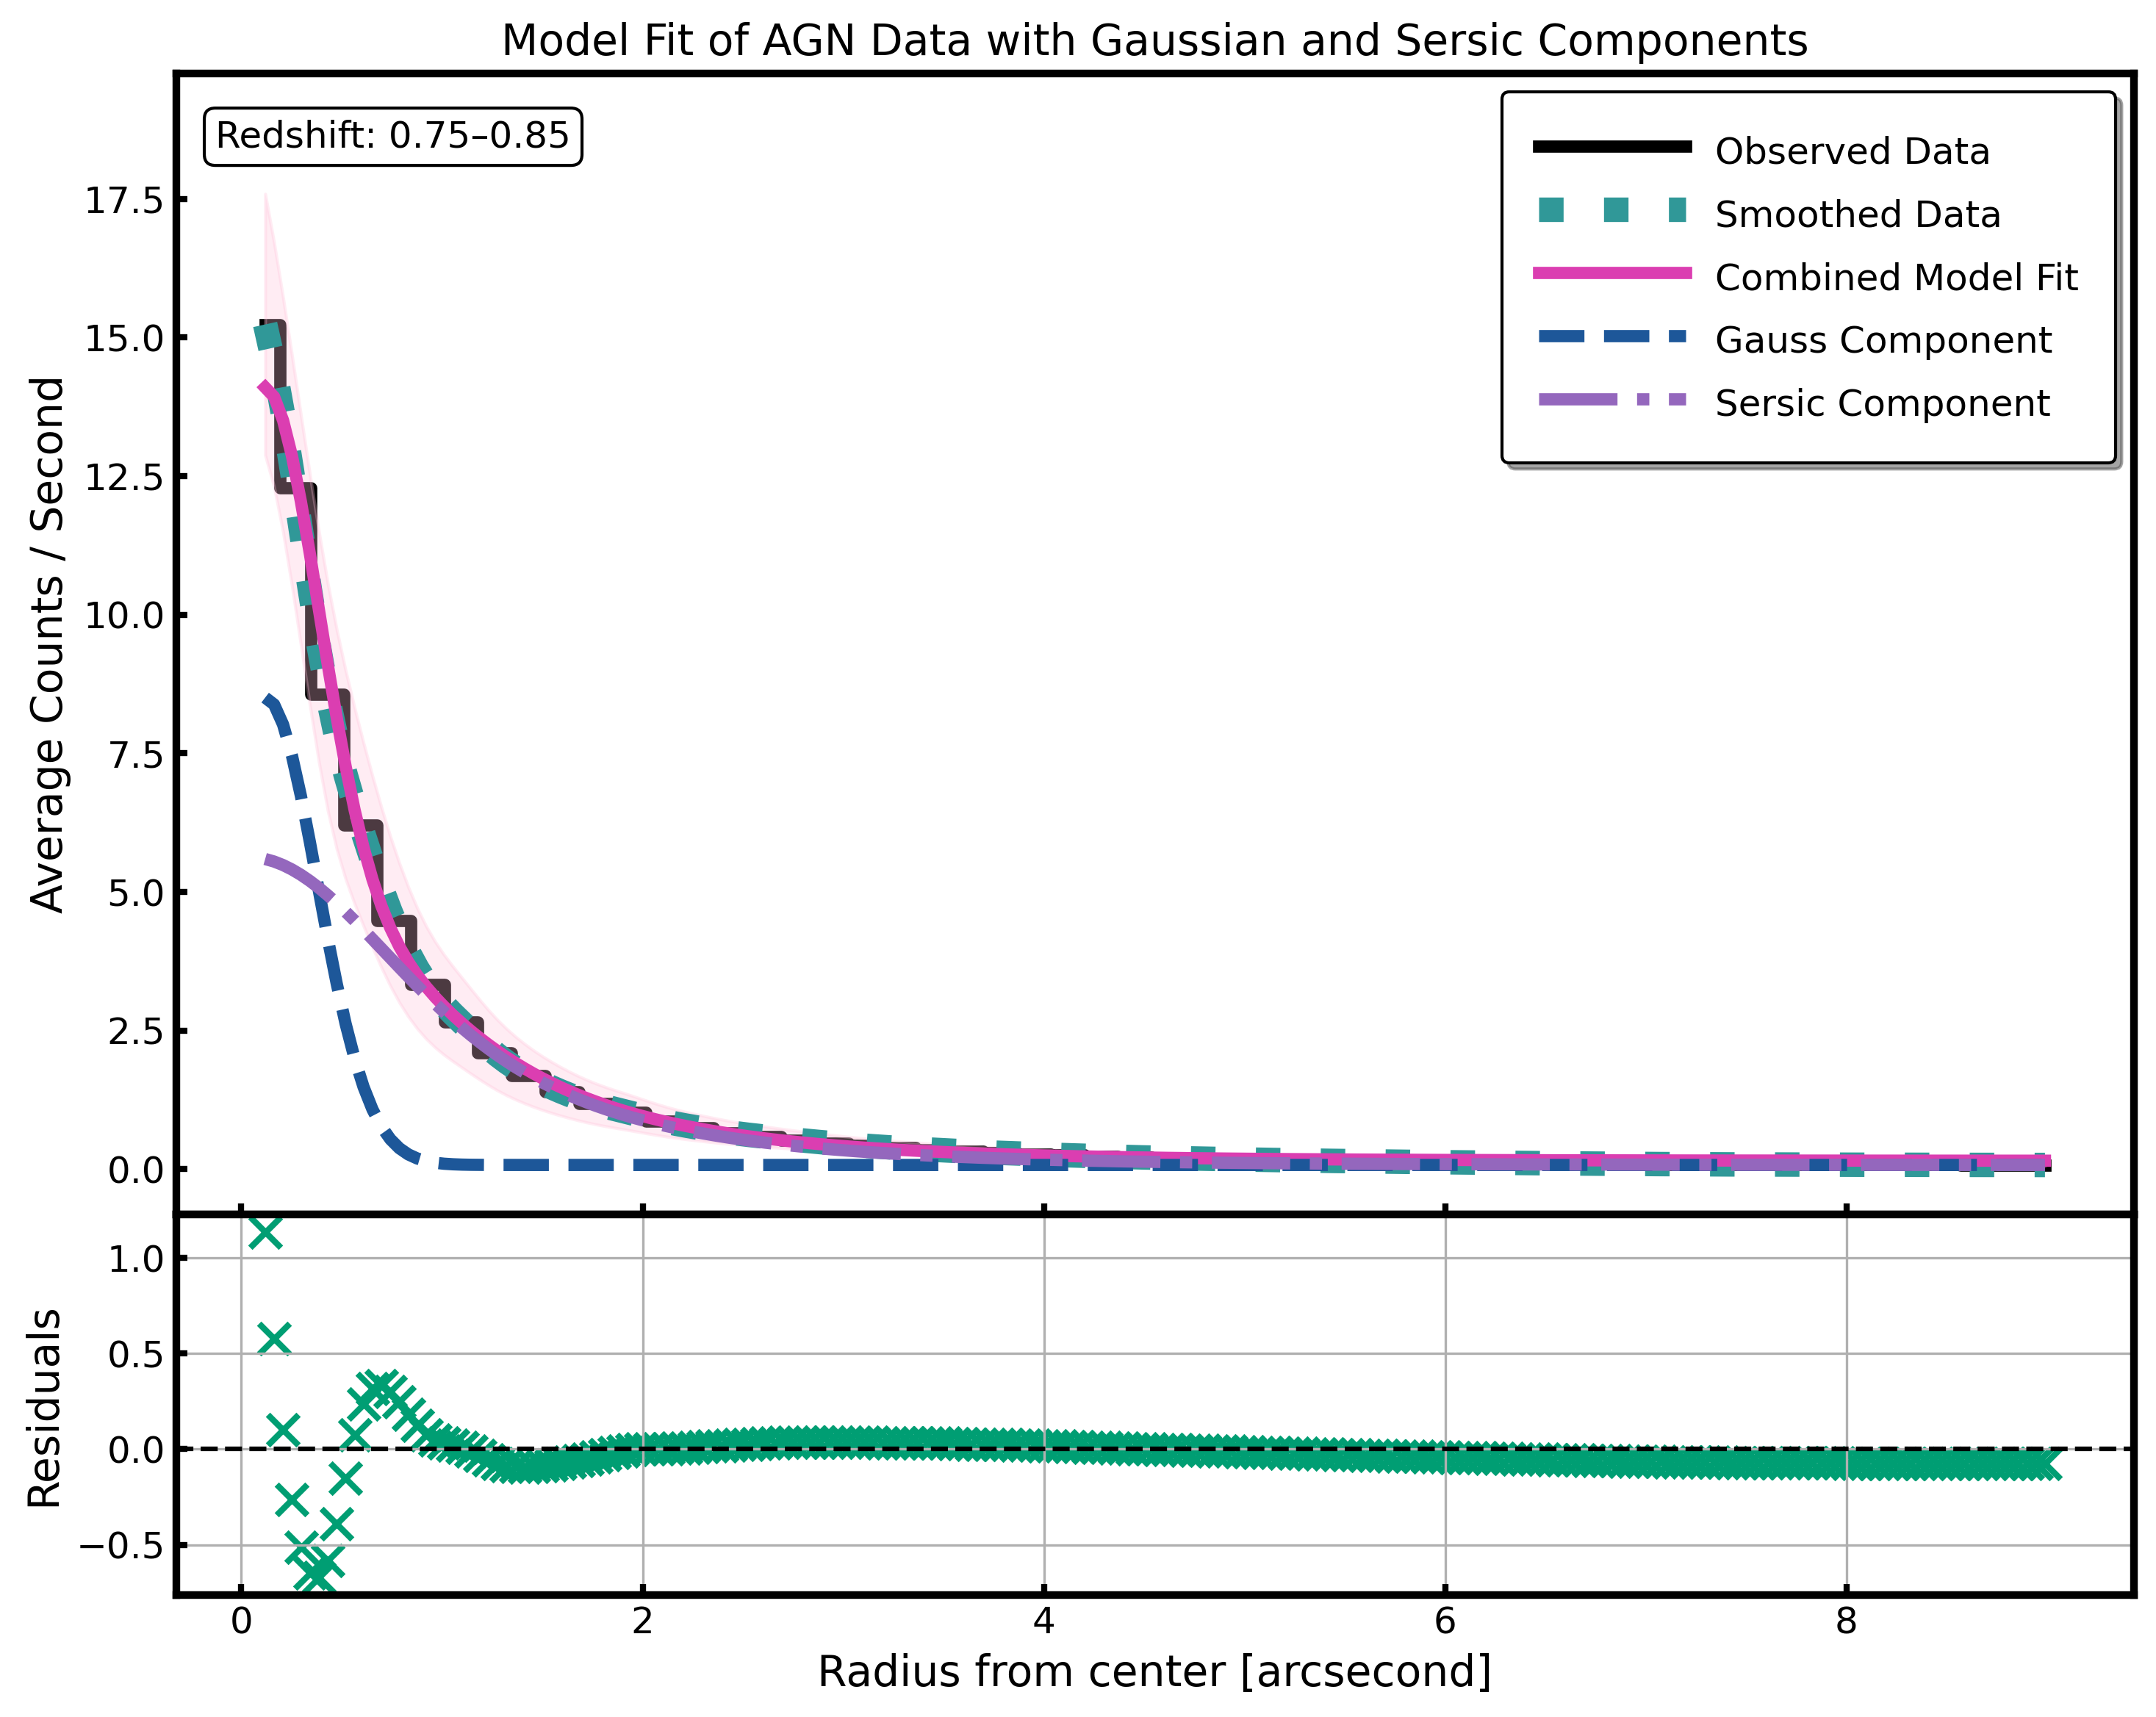 Model Fit of AGN Data with Gaussian and Sersic Components
Redshift: 0.75–0.85
Observed Data
Smoothed Data
Combined Model Fit
Gauss Component
Sersic Component
Average Counts / Second
17.5
15.0
12.5
10.0
7.5
5.0
2.5
0.0
Residuals
1.0
0.5
0.0
−0.5
0 2 4 6 8
Radius from center [arcsecond]